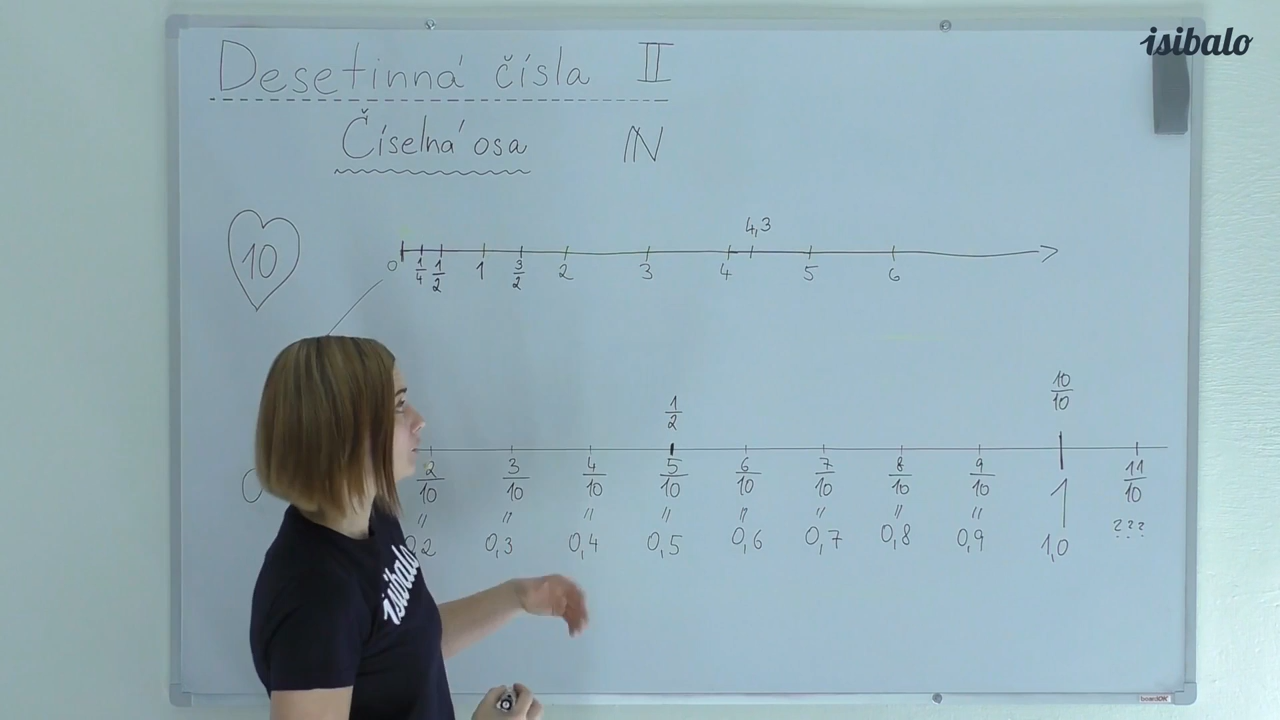 isibalo
Desetinná čísla II
Číselná osa N
10
4,3
0 1/4 1/2 1 3/2 2 3 4 5 6
1/2 10/10
0 2/10 3/10 4/10 5/10 6/10 7/10 8/10 9/10 1 11/10
" " " " " " " "
0,2 0,3 0,4 0,5 0,6 0,7 0,8 0,9 1,0 ???
isibalo